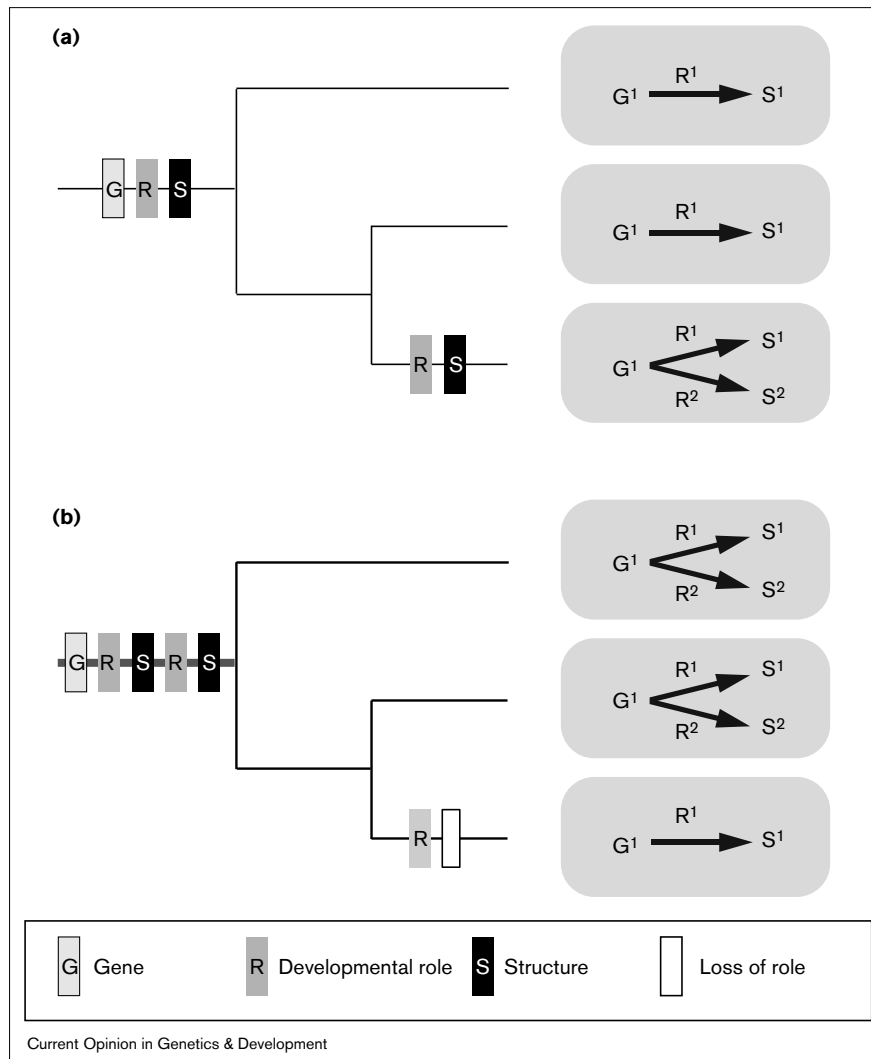 (a)
G R S
R S
R¹
G¹ S¹
R¹
G¹ S¹
R¹ S¹
G¹
R² S²
(b)
G R S R S
R
R¹ S¹
G¹
R² S²
R¹ S¹
G¹
R² S²
R¹
G¹ S¹
G Gene R Developmental role S Structure Loss of role
Current Opinion in Genetics & Development